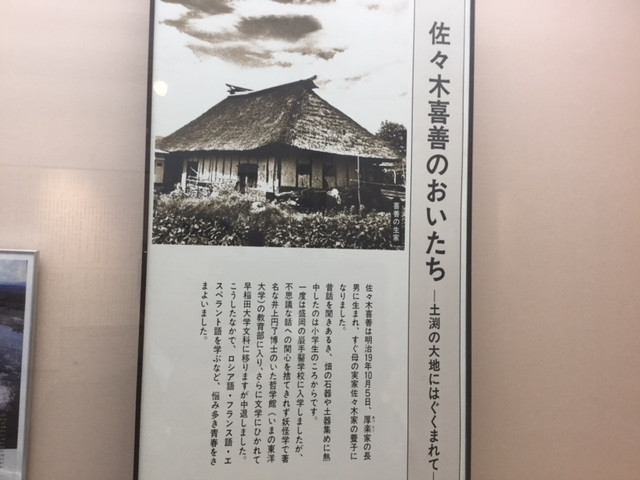 佐々木喜善のおいたち―土渕の大地にはぐくまれて―
喜善の生家
佐々木喜善は明治19年10月5日、厚楽家の長
男に生まれ、すぐ母の実家佐々木家の養子に
なりました。
昔話を聞きあるき、畑の石器や土器集めに熱
中したのは小学生のころからです。
一度は盛岡の岩手醫学校に入学しましたが、
不思議な話への関心を捨てきれず妖怪学で著
名な井上円了博士のいた哲学館(いまの東洋
大学)の教育部に入り、さらに文学にひかれて
早稲田大学文科に移りますが中退しました。
こうしたなかで、ロシア語・フランス語・エ
スペラント語を学ぶなど、悩み多き青春をさ
まよいました。